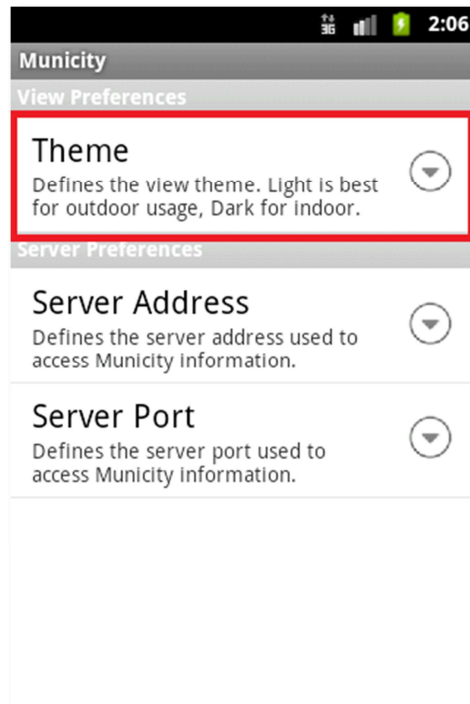 3G 2:06
Municity
View Preferences
Theme
Defines the view theme. Light is best
for outdoor usage, Dark for indoor.
Server Preferences
Server Address
Defines the server address used to
access Municity information.
Server Port
Defines the server port used to
access Municity information.